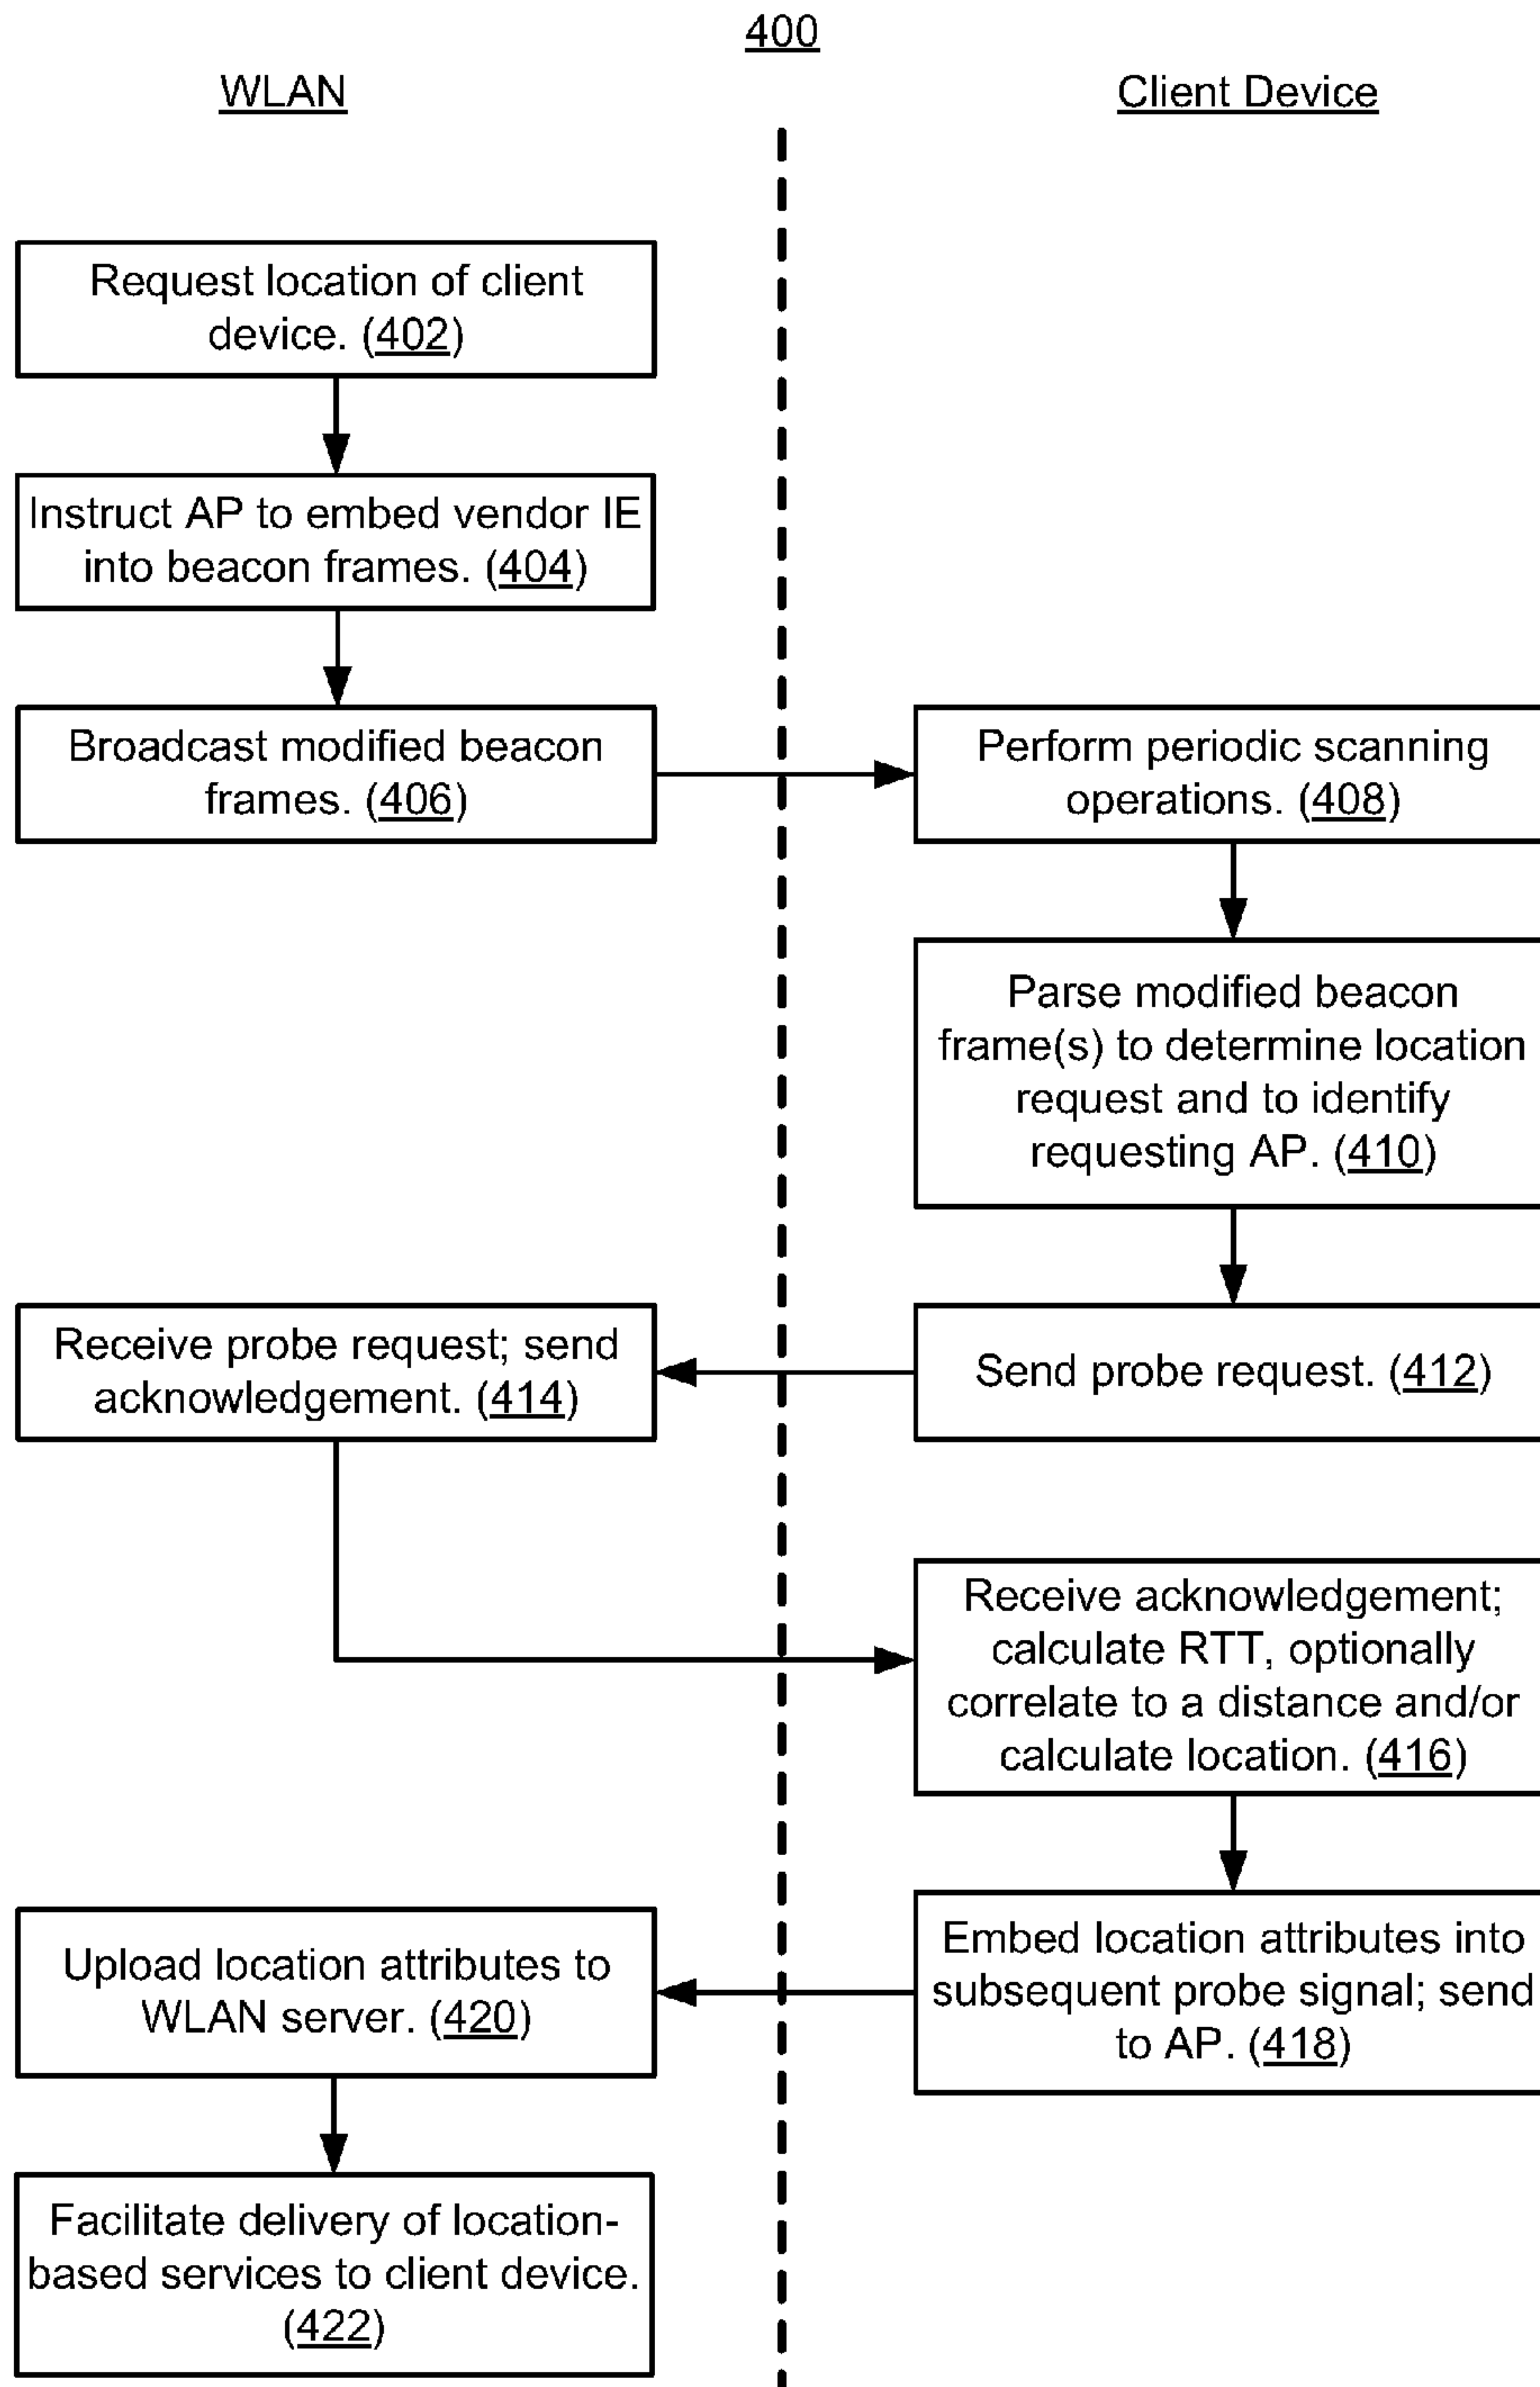 400
WLAN
Client Device
Request location of client
device. (402)
Instruct AP to embed vendor IE
into beacon frames. (404)
Broadcast modified beacon
frames. (406)
Perform periodic scanning
operations. (408)
Parse modified beacon
frame(s) to determine location
request and to identify
requesting AP. (410)
Send probe request. (412)
Receive probe request; send
acknowledgement. (414)
Receive acknowledgement;
calculate RTT, optionally
correlate to a distance and/or
calculate location. (416)
Embed location attributes into
subsequent probe signal; send
to AP. (418)
Upload location attributes to
WLAN server. (420)
Facilitate delivery of location-
based services to client device.
(422)